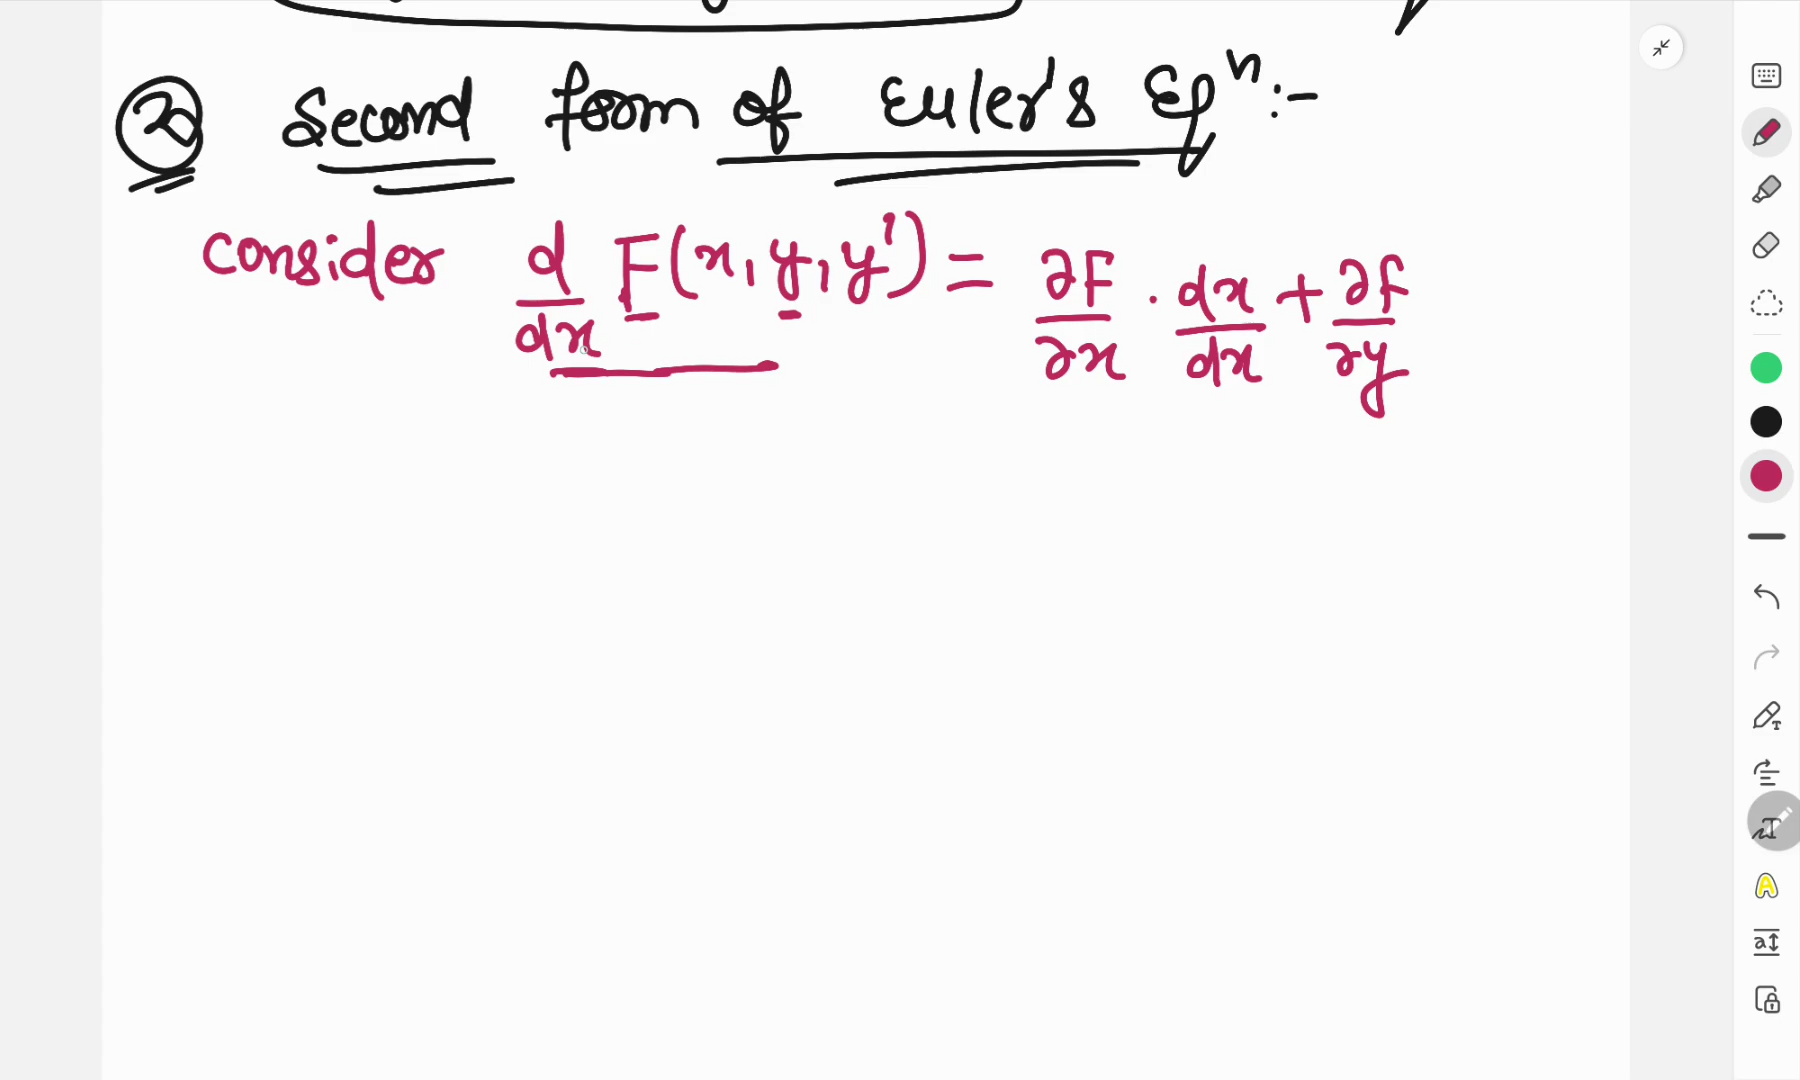 ② Second form of Euler's Eqⁿ:-
Consider d/dx F(x, y, y') = ∂F/∂x · dx/dx + ∂F/∂y